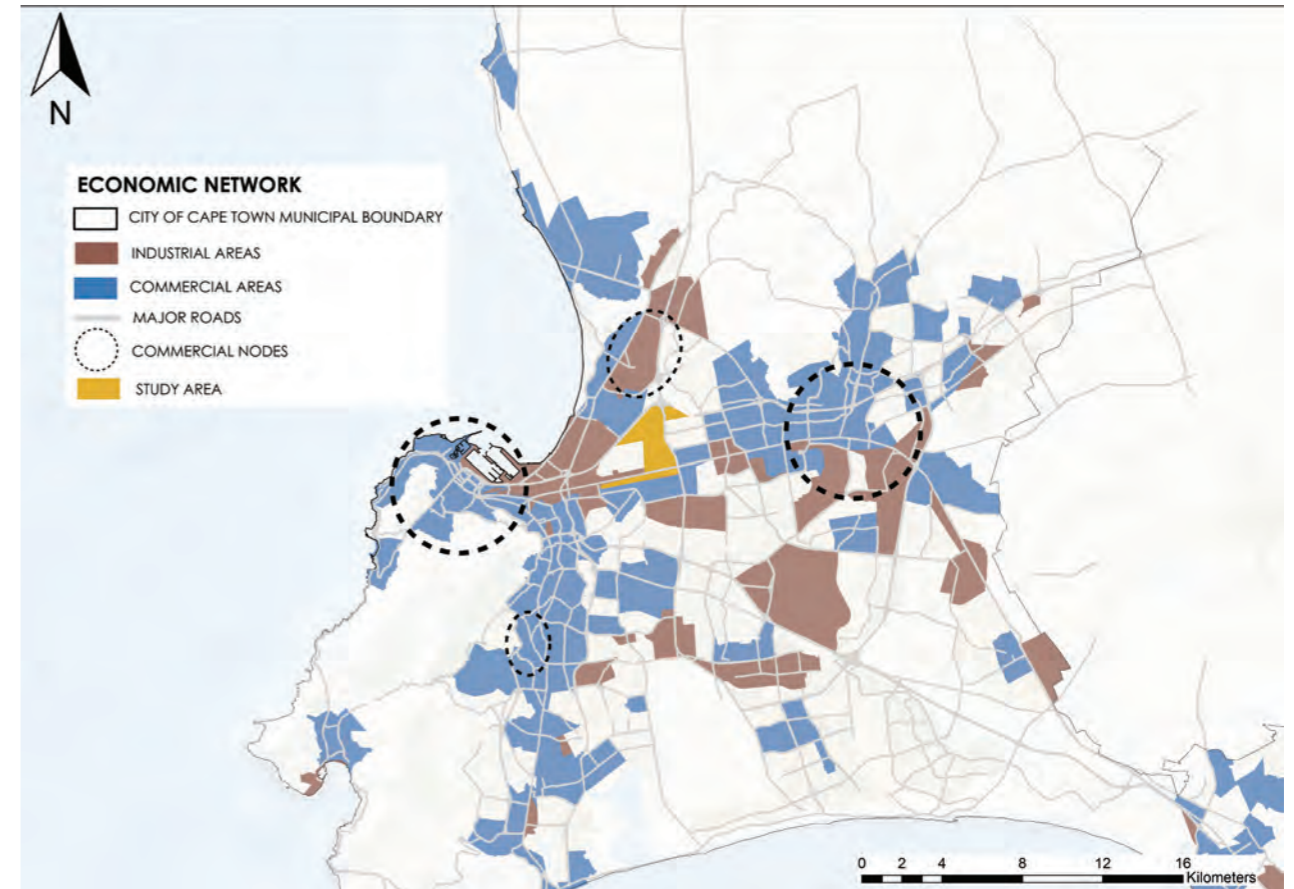 N
ECONOMIC NETWORK
CITY OF CAPE TOWN MUNICIPAL BOUNDARY
INDUSTRIAL AREAS
COMMERCIAL AREAS
MAJOR ROADS
COMMERCIAL NODES
STUDY AREA
0 2 4 8 12 16
Kilometers